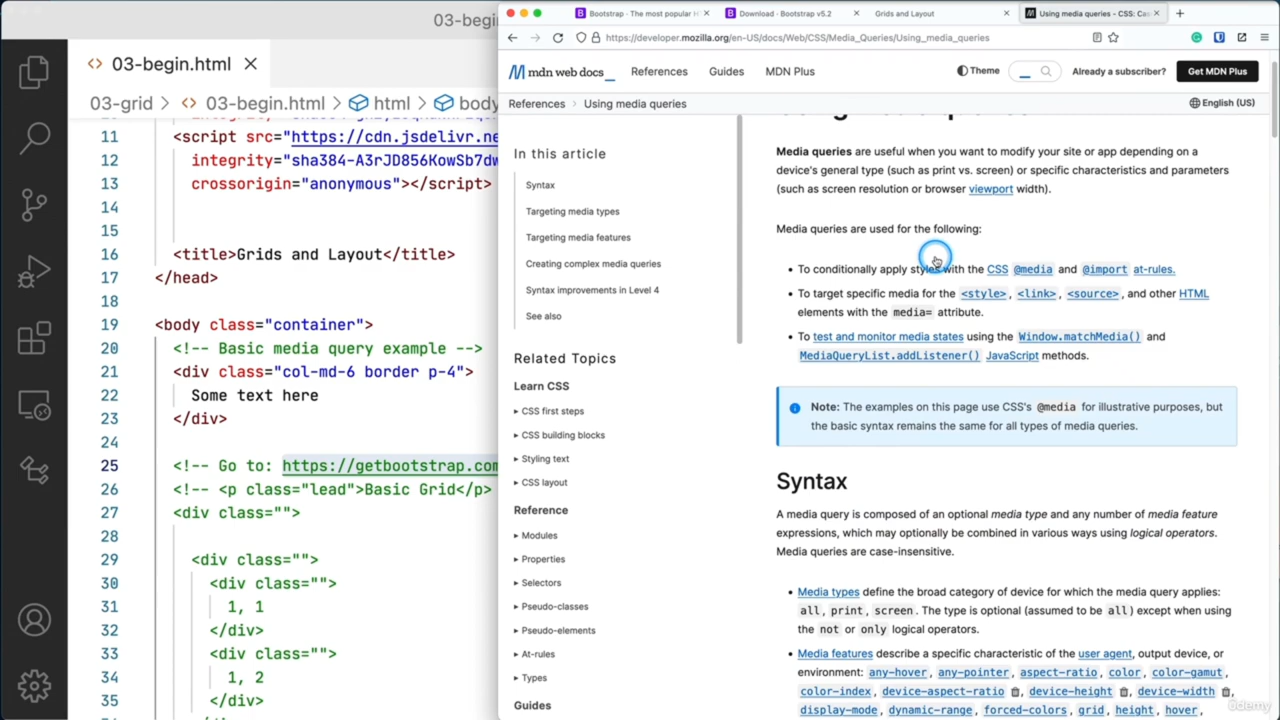 03-begi
03-begin.html
03-grid > <> 03-begin.html > html > body
11 <script src="https://cdn.jsdelivr.ne
12 integrity="sha384-A3rJD856KowSb7dw
13 crossorigin="anonymous"></script>
14
15
16 <title>Grids and Layout</title>
17 </head>
18
19 <body class="container">
20 <!-- Basic media query example -->
21 <div class="col-md-6 border p-4">
22 Some text here
23 </div>
24
25 <!-- Go to: https://getbootstrap.com
26 <!-- <p class="lead">Basic Grid</p>
27 <div class="">
28
29 <div class="">
30 <div class="">
31 1, 1
32 </div>
33 <div class="">
34 1, 2
35 </div>
Bootstrap · The most popular H
Download · Bootstrap v5.2
Grids and Layout
Using media queries - CSS: Cas
https://developer.mozilla.org/en-US/docs/Web/CSS/Media_Queries/Using_media_queries
mdn web docs_
References
Guides
MDN Plus
Theme
Already a subscriber?
Get MDN Plus
References > Using media queries
English (US)
In this article
Syntax
Targeting media types
Targeting media features
Creating complex media queries
Syntax improvements in Level 4
See also
Related Topics
Learn CSS
▸ CSS first steps
▸ CSS building blocks
▸ Styling text
▸ CSS layout
Reference
▸ Modules
▸ Properties
▸ Selectors
▸ Pseudo-classes
▸ Pseudo-elements
▸ At-rules
▸ Types
Guides
Media queries are useful when you want to modify your site or app depending on a
device's general type (such as print vs. screen) or specific characteristics and parameters
(such as screen resolution or browser viewport width).
Media queries are used for the following:
• To conditionally apply styles with the CSS @media and @import at-rules.
• To target specific media for the <style>, <link>, <source>, and other HTML
elements with the media= attribute.
• To test and monitor media states using the Window.matchMedia() and
MediaQueryList.addListener() JavaScript methods.
Note: The examples on this page use CSS's @media for illustrative purposes, but
the basic syntax remains the same for all types of media queries.
Syntax
A media query is composed of an optional media type and any number of media feature
expressions, which may optionally be combined in various ways using logical operators.
Media queries are case-insensitive.
• Media types define the broad category of device for which the media query applies:
all, print, screen. The type is optional (assumed to be all) except when using
the not or only logical operators.
• Media features describe a specific characteristic of the user agent, output device, or
environment: any-hover, any-pointer, aspect-ratio, color, color-gamut,
color-index, device-aspect-ratio, device-height, device-width,
display-mode, dynamic-range, forced-colors, grid, height, hover,
ûdemy